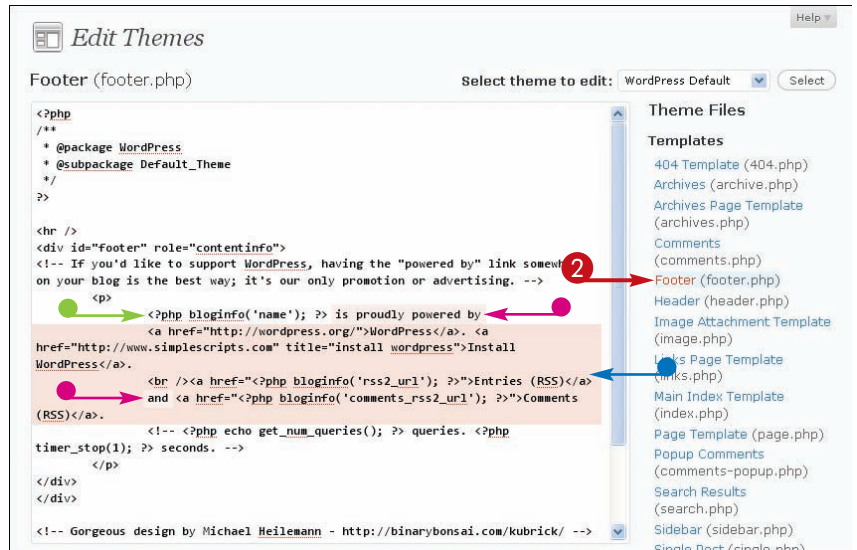 Help
Edit Themes
Footer (footer.php)
Select theme to edit: WordPress Default Select
<?php
/**
* @package WordPress
* @subpackage Default_Theme
*/
?>
<hr />
<div id="footer" role="contentinfo">
<!-- If you'd like to support WordPress, having the "powered by" link
on your blog is the best way; it's our only promotion or advertising. -->
<p>
<?php bloginfo('name'); ?> is proudly powered by
<a href="http://wordpress.org/">WordPress</a>. <a
href="http://www.simplescripts.com" title="install wordpress">Install
WordPress</a>.
<br /><a href="<?php bloginfo('rss2_url'); ?>">Entries (RSS)</a>
and <a href="<?php bloginfo('comments_rss2_url'); ?>">Comments
(RSS)</a>.
<!-- <?php echo get_num_queries(); ?> queries. <?php
timer_stop(1); ?> seconds. -->
</p>
</div>
</div>
<!-- Gorgeous design by Michael Heilemann - http://binarybonsai.com/kubrick/ -->
2
Theme Files
Templates
404 Template (404.php)
Archives (archive.php)
Archives Page Template
(archives.php)
Comments
(comments.php)
Footer (footer.php)
Header (header.php)
Image Attachment Template
(image.php)
Links Page Template
(links.php)
Main Index Template
(index.php)
Page Template (page.php)
Popup Comments
(comments-popup.php)
Search Results
(search.php)
Sidebar (sidebar.php)
Single Post (single.php)